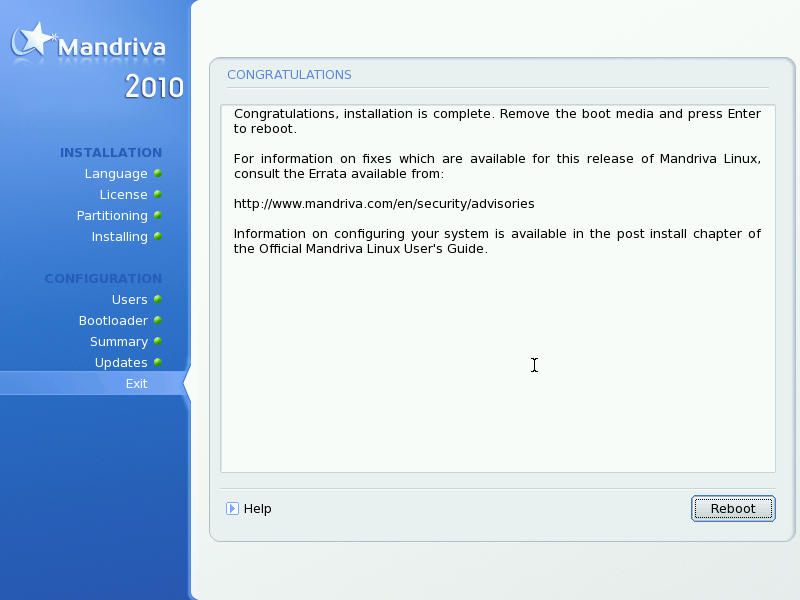 Mandriva
2010
INSTALLATION
Language
License
Partitioning
Installing
CONFIGURATION
Users
Bootloader
Summary
Updates
Exit
CONGRATULATIONS
Congratulations, installation is complete. Remove the boot media and press Enter
to reboot.
For information on fixes which are available for this release of Mandriva Linux,
consult the Errata available from:
http://www.mandriva.com/en/security/advisories
Information on configuring your system is available in the post install chapter of
the Official Mandriva Linux User's Guide.
Help
Reboot